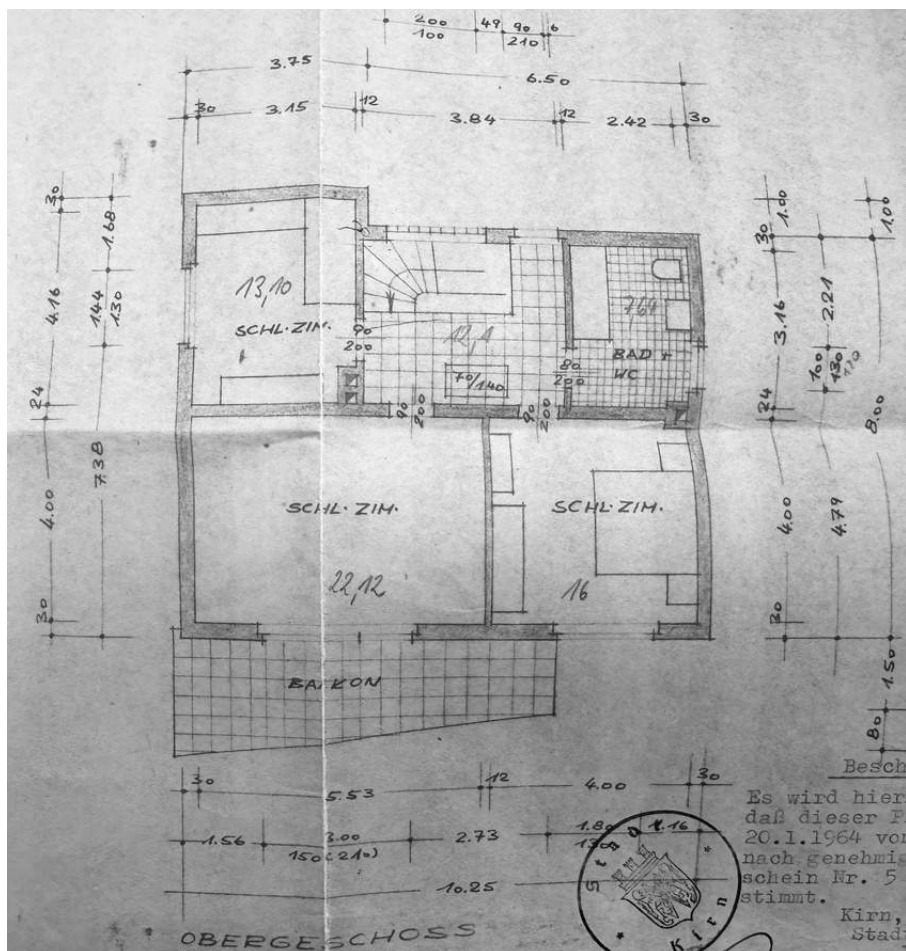 200 49 90 6
100 210
3.75 6.50
30 3.15 12 3.84 12 2.42 30
30
1.68
4.16
1.44
1.30
24
7.38
4.00
30
1.00
30
1.00
3.16
2.21
100
130
24
8.00
4.00
4.79
30
1.50
80
13,10
SCHL·ZIM.
90
200
12,1
70/140
80
200
7,64
BAD +
WC
90
200
90
200
SCHL·ZIM.
22,12
SCHL·ZIM.
16
BALKON
30 5.53 12 4.00 30
1.56 3.00 2.73 1.80 1.16
150(210)
10.25
OBERGESCHOSS
Stadt
Kirn
Besch
Es wird hier
daß dieser P
20.1.1964 vo
nach genehmig
schein Nr. 5
stimmt.
Kirn,
Stad